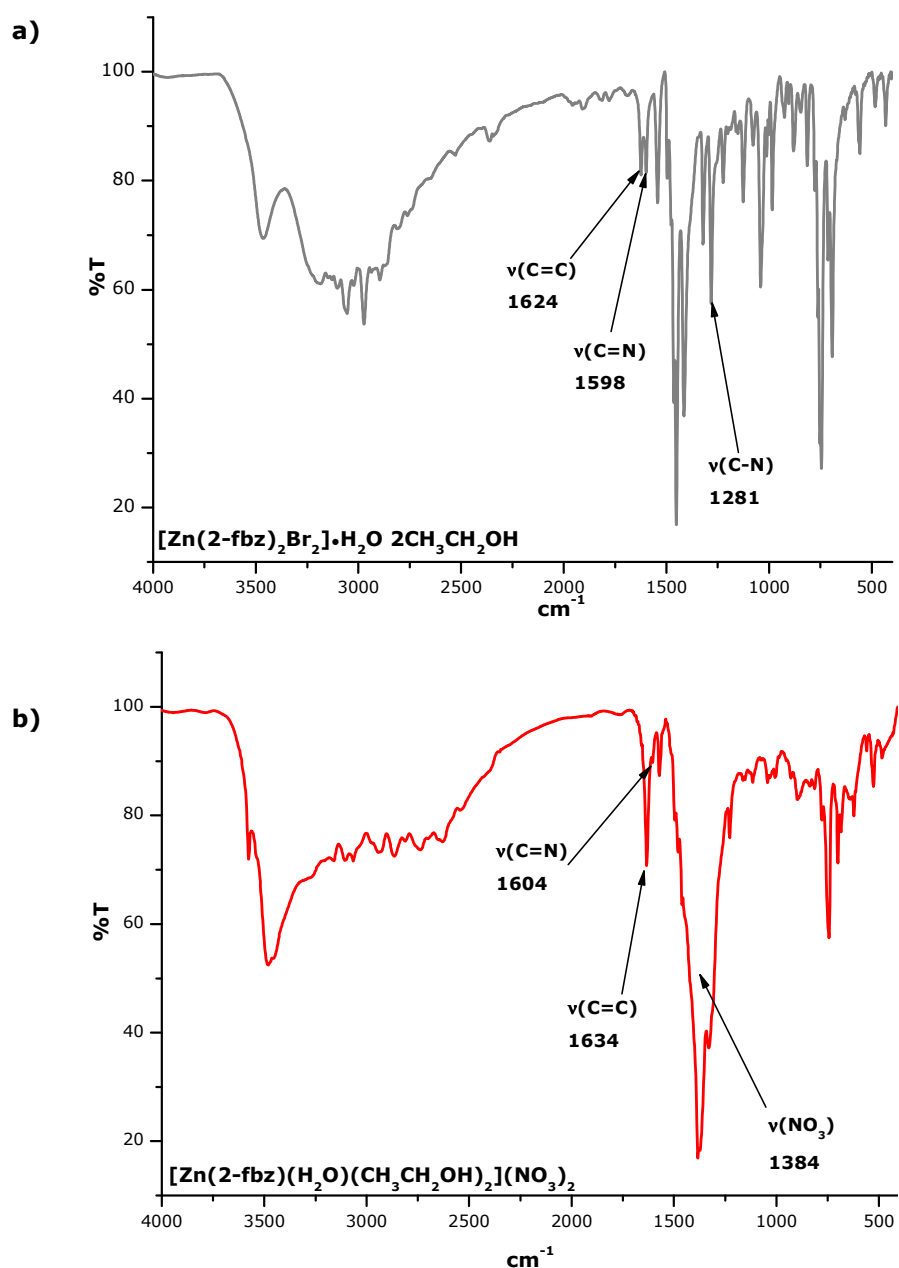 a)
100
80
60
40
20
%T
ν(C=C)
1624
ν(C=N)
1598
ν(C-N)
1281
[Zn(2-fbz)₂Br₂]•H₂O 2CH₃CH₂OH
4000 3500 3000 2500 2000 1500 1000 500
cm⁻¹
b)
100
80
60
40
20
%T
ν(C=N)
1604
ν(C=C)
1634
ν(NO₃)
1384
[Zn(2-fbz)(H₂O)(CH₃CH₂OH)₂](NO₃)₂
4000 3500 3000 2500 2000 1500 1000 500
cm⁻¹